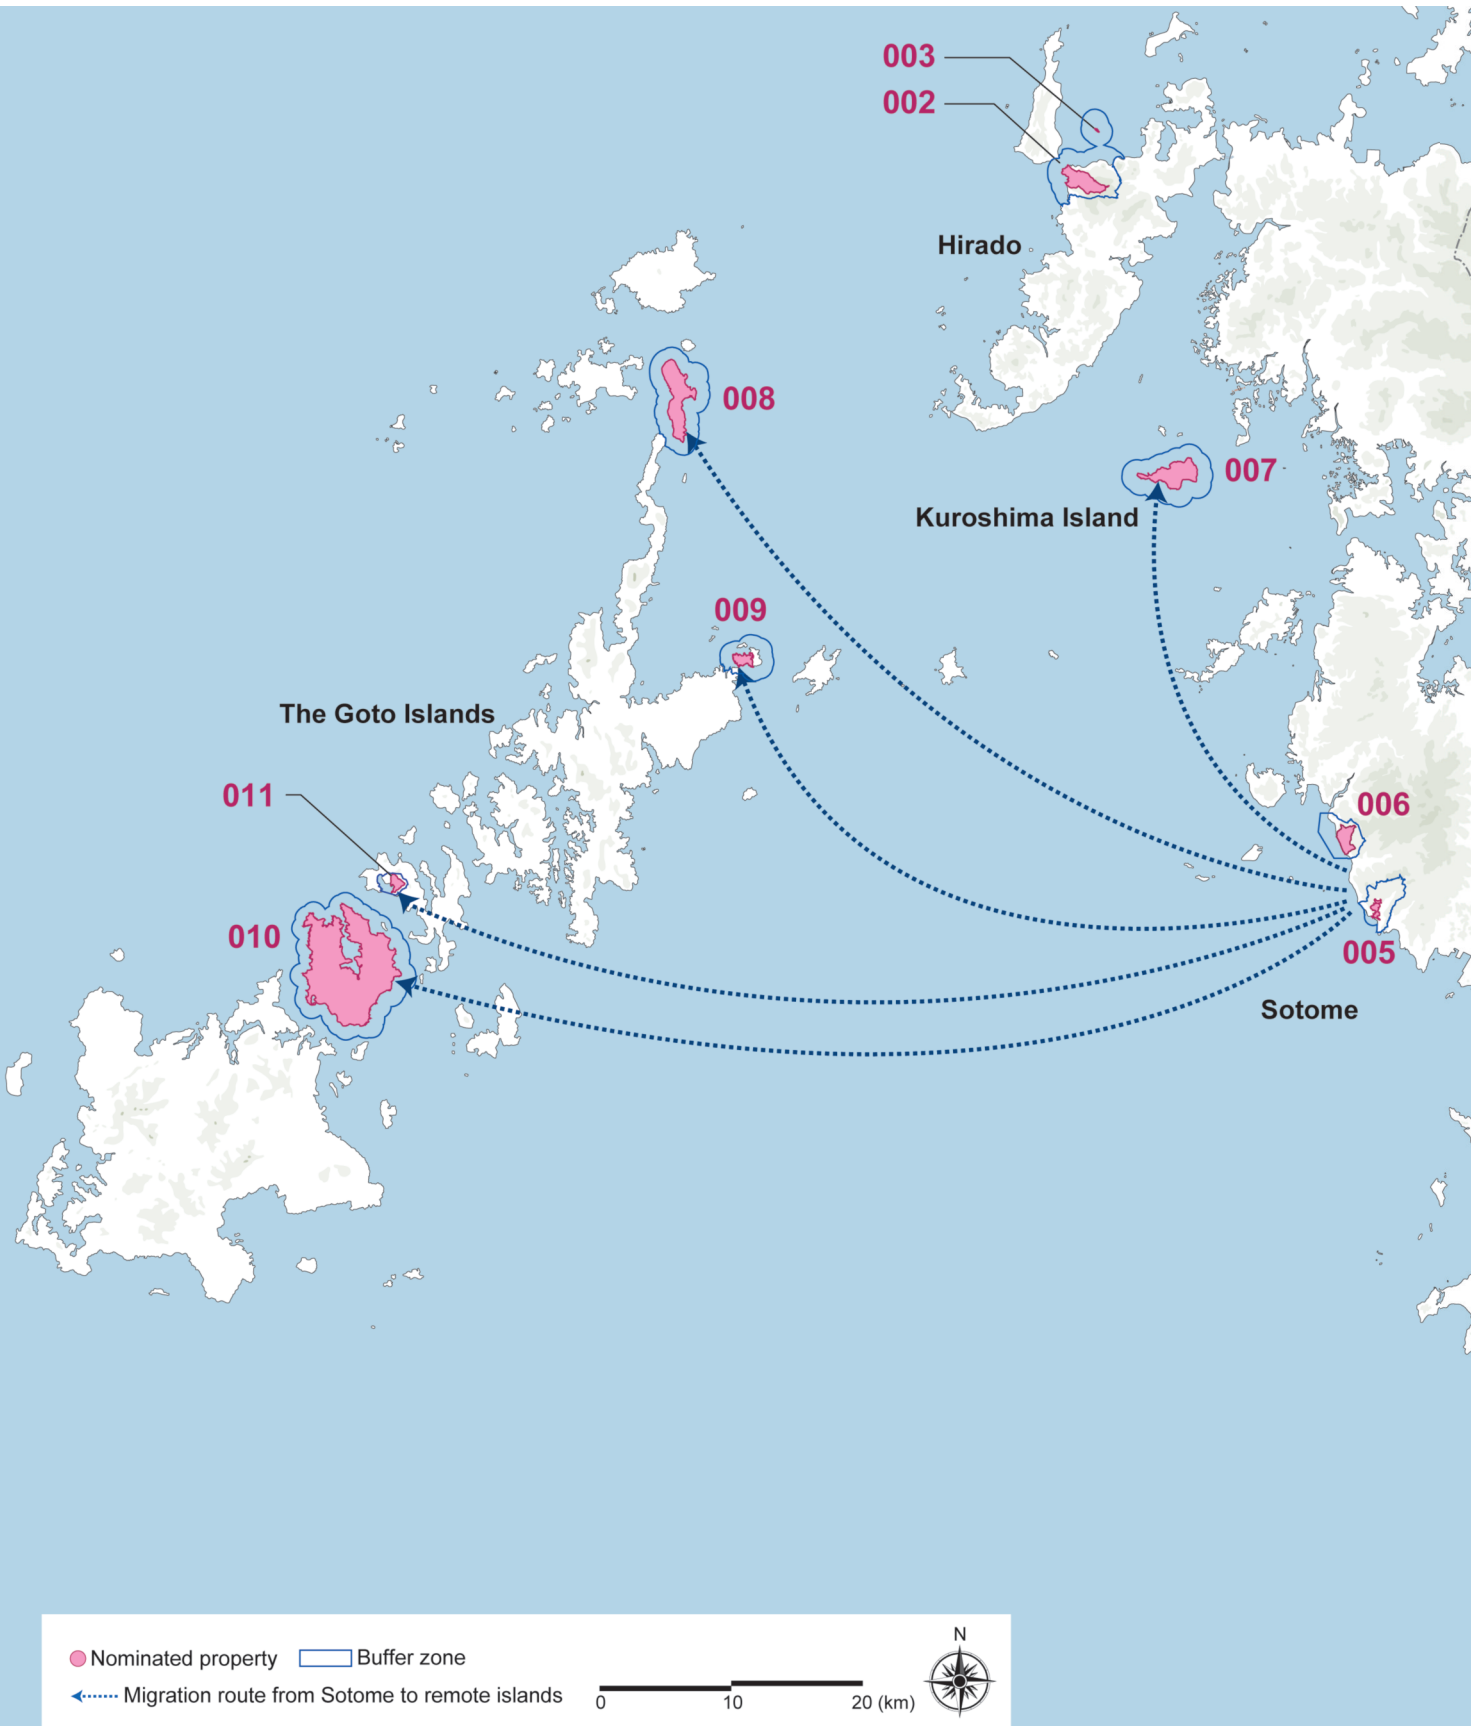 003
002
Hirado
008
007
Kuroshima Island
009
The Goto Islands
011
006
010
005
Sotome
Nominated property
Buffer zone
Migration route from Sotome to remote islands
0 10 20 (km)
N